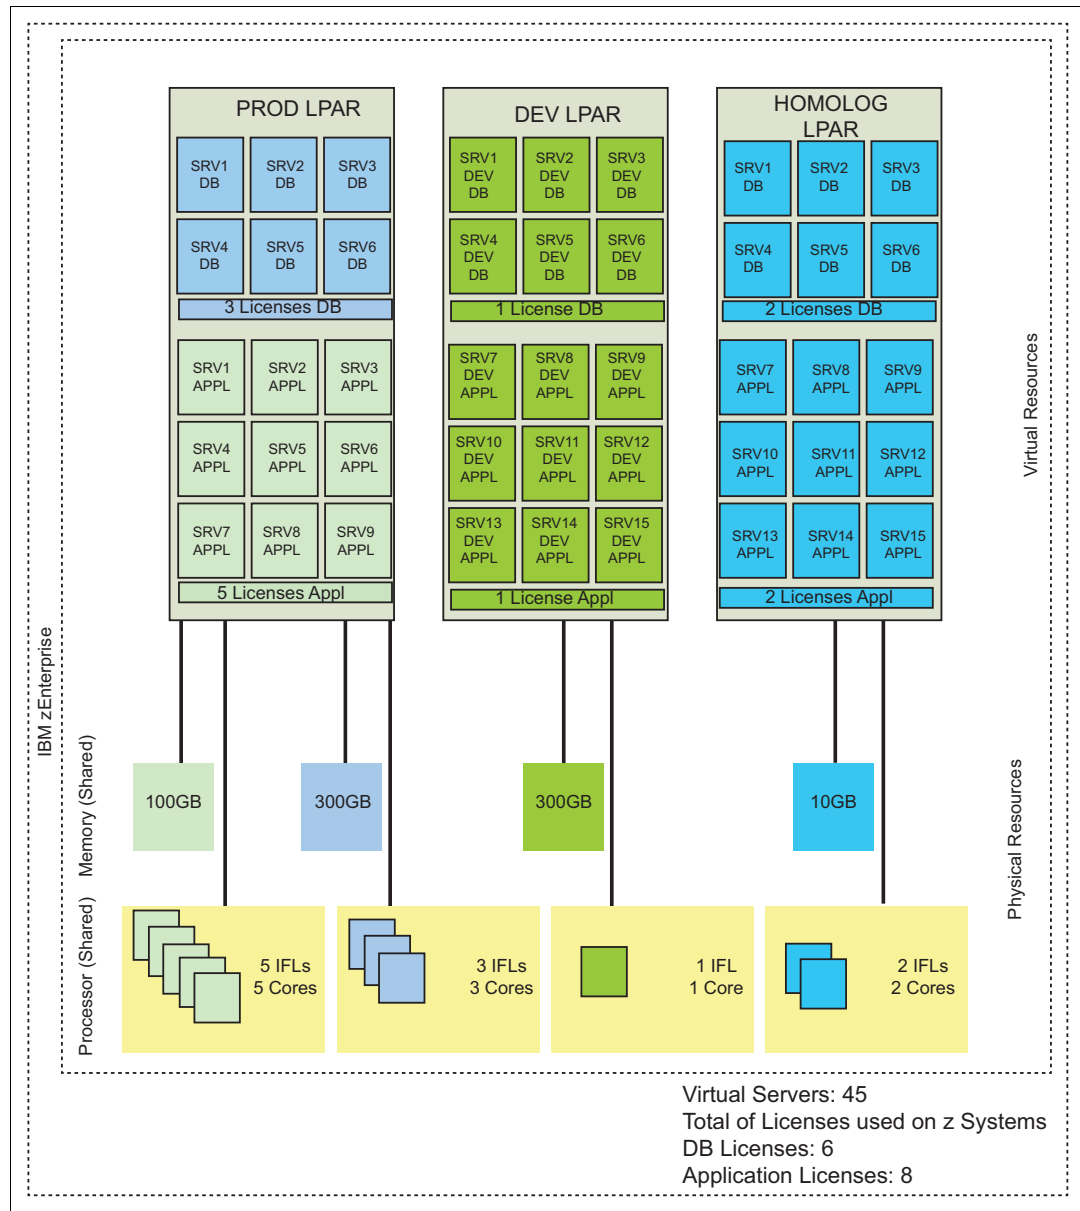 PROD LPAR
SRV1
DB
SRV2
DB
SRV3
DB
SRV4
DB
SRV5
DB
SRV6
DB
3 Licenses DB
SRV1
APPL
SRV2
APPL
SRV3
APPL
SRV4
APPL
SRV5
APPL
SRV6
APPL
SRV7
APPL
SRV8
APPL
SRV9
APPL
5 Licenses Appl
DEV LPAR
SRV1
DEV
DB
SRV2
DEV
DB
SRV3
DEV
DB
SRV4
DEV
DB
SRV5
DEV
DB
SRV6
DEV
DB
1 License DB
SRV7
DEV
APPL
SRV8
DEV
APPL
SRV9
DEV
APPL
SRV10
DEV
APPL
SRV11
DEV
APPL
SRV12
DEV
APPL
SRV13
DEV
APPL
SRV14
DEV
APPL
SRV15
DEV
APPL
1 License Appl
HOMOLOG
LPAR
SRV1
DB
SRV2
DB
SRV3
DB
SRV4
DB
SRV5
DB
SRV6
DB
2 Licenses DB
SRV7
APPL
SRV8
APPL
SRV9
APPL
SRV10
APPL
SRV11
APPL
SRV12
APPL
SRV13
APPL
SRV14
APPL
SRV15
APPL
2 Licenses Appl
Virtual Resources
IBM zEnterprise
Memory (Shared)
100GB
300GB
300GB
10GB
Physical Resources
Processor (Shared)
5 IFLs
5 Cores
3 IFLs
3 Cores
1 IFL
1 Core
2 IFLs
2 Cores
Virtual Servers: 45
Total of Licenses used on z Systems
DB Licenses: 6
Application Licenses: 8